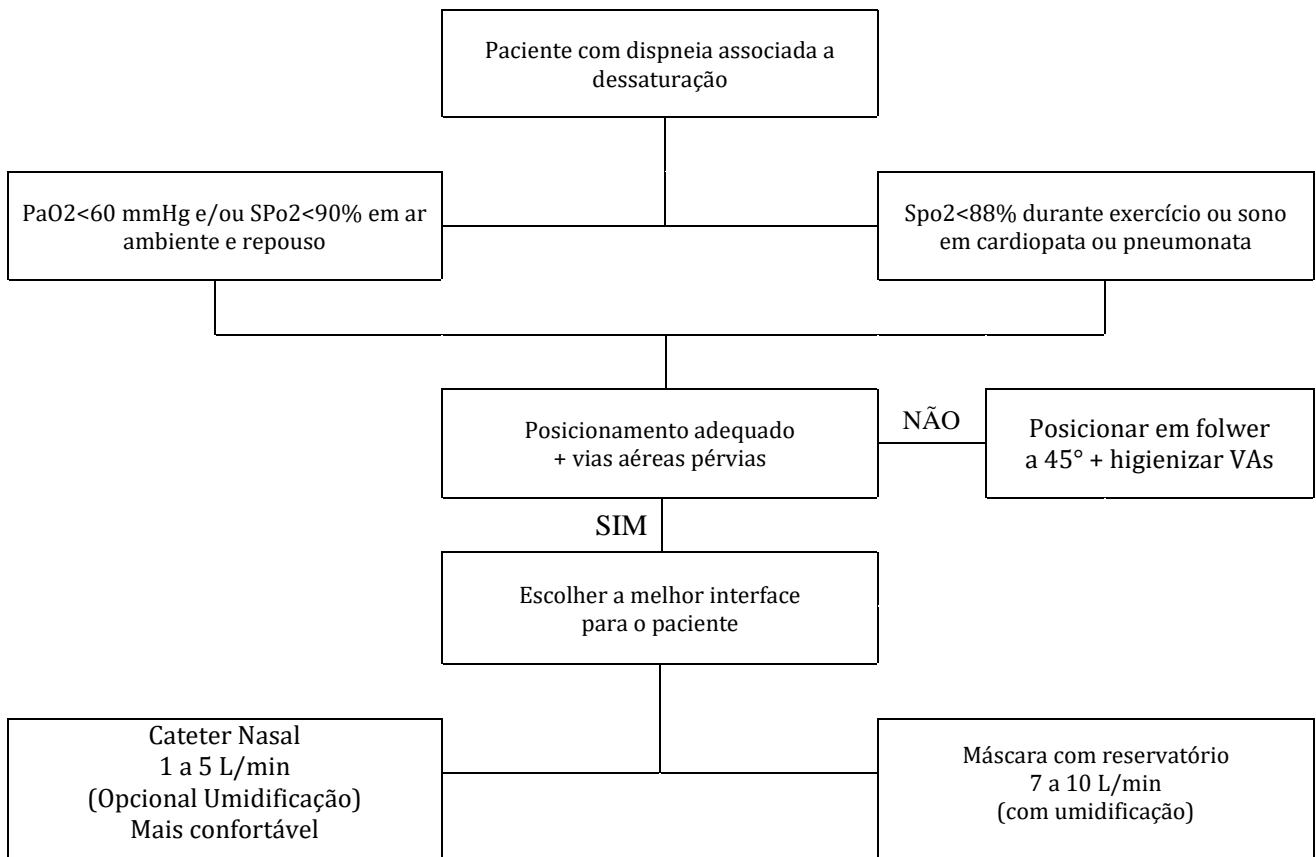 Paciente com dispneia associada a
dessaturação
PaO2<60 mmHg e/ou SPo2<90% em ar
ambiente e repouso
Spo2<88% durante exercício ou sono
em cardiopata ou pneumonata
Posicionamento adequado
+ vias aéreas pérvias
NÃO
Posicionar em folwer
a 45° + higienizar VAs
SIM
Escolher a melhor interface
para o paciente
Cateter Nasal
1 a 5 L/min
(Opcional Umidificação)
Mais confortável
Máscara com reservatório
7 a 10 L/min
(com umidificação)